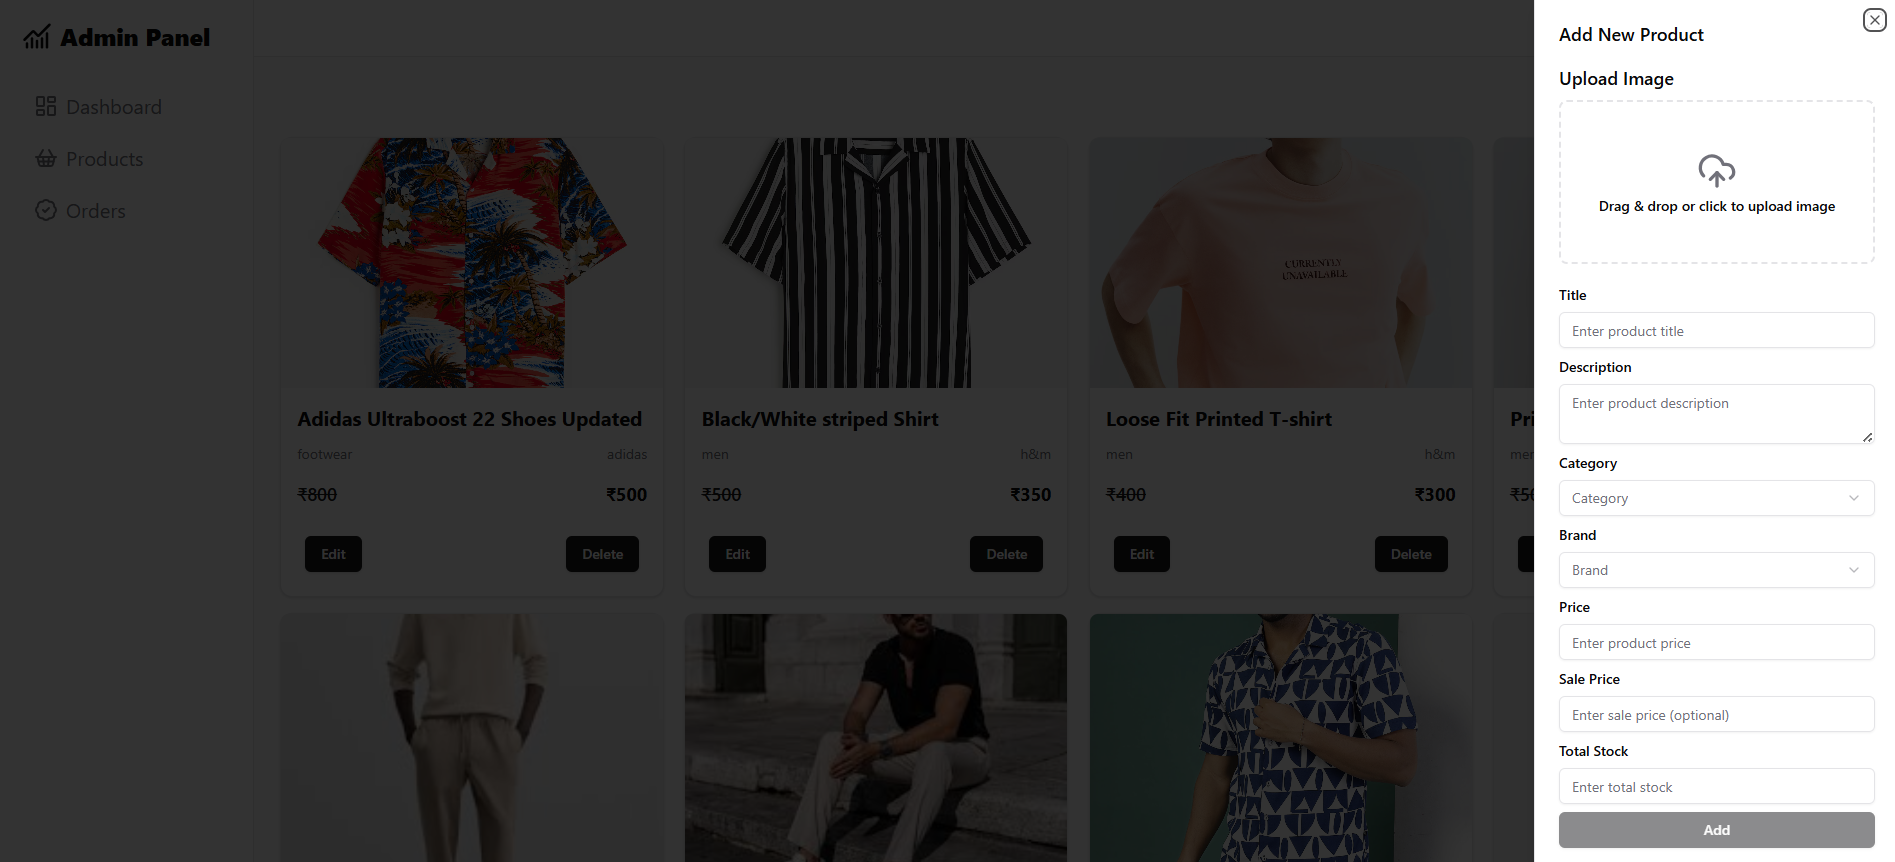 Admin Panel
Dashboard
Products
Orders
CURRENTLY
UNAVAILABLE
Adidas Ultraboost 22 Shoes Updated
footwear adidas
₹800 ₹500
Edit Delete
Black/White striped Shirt
men h&m
₹500 ₹350
Edit Delete
Loose Fit Printed T-shirt
men h&m
₹400 ₹300
Edit Delete
Add New Product
Upload Image
Drag & drop or click to upload image
Title
Enter product title
Description
Enter product description
Category
Category
Brand
Brand
Price
Enter product price
Sale Price
Enter sale price (optional)
Total Stock
Enter total stock
Add